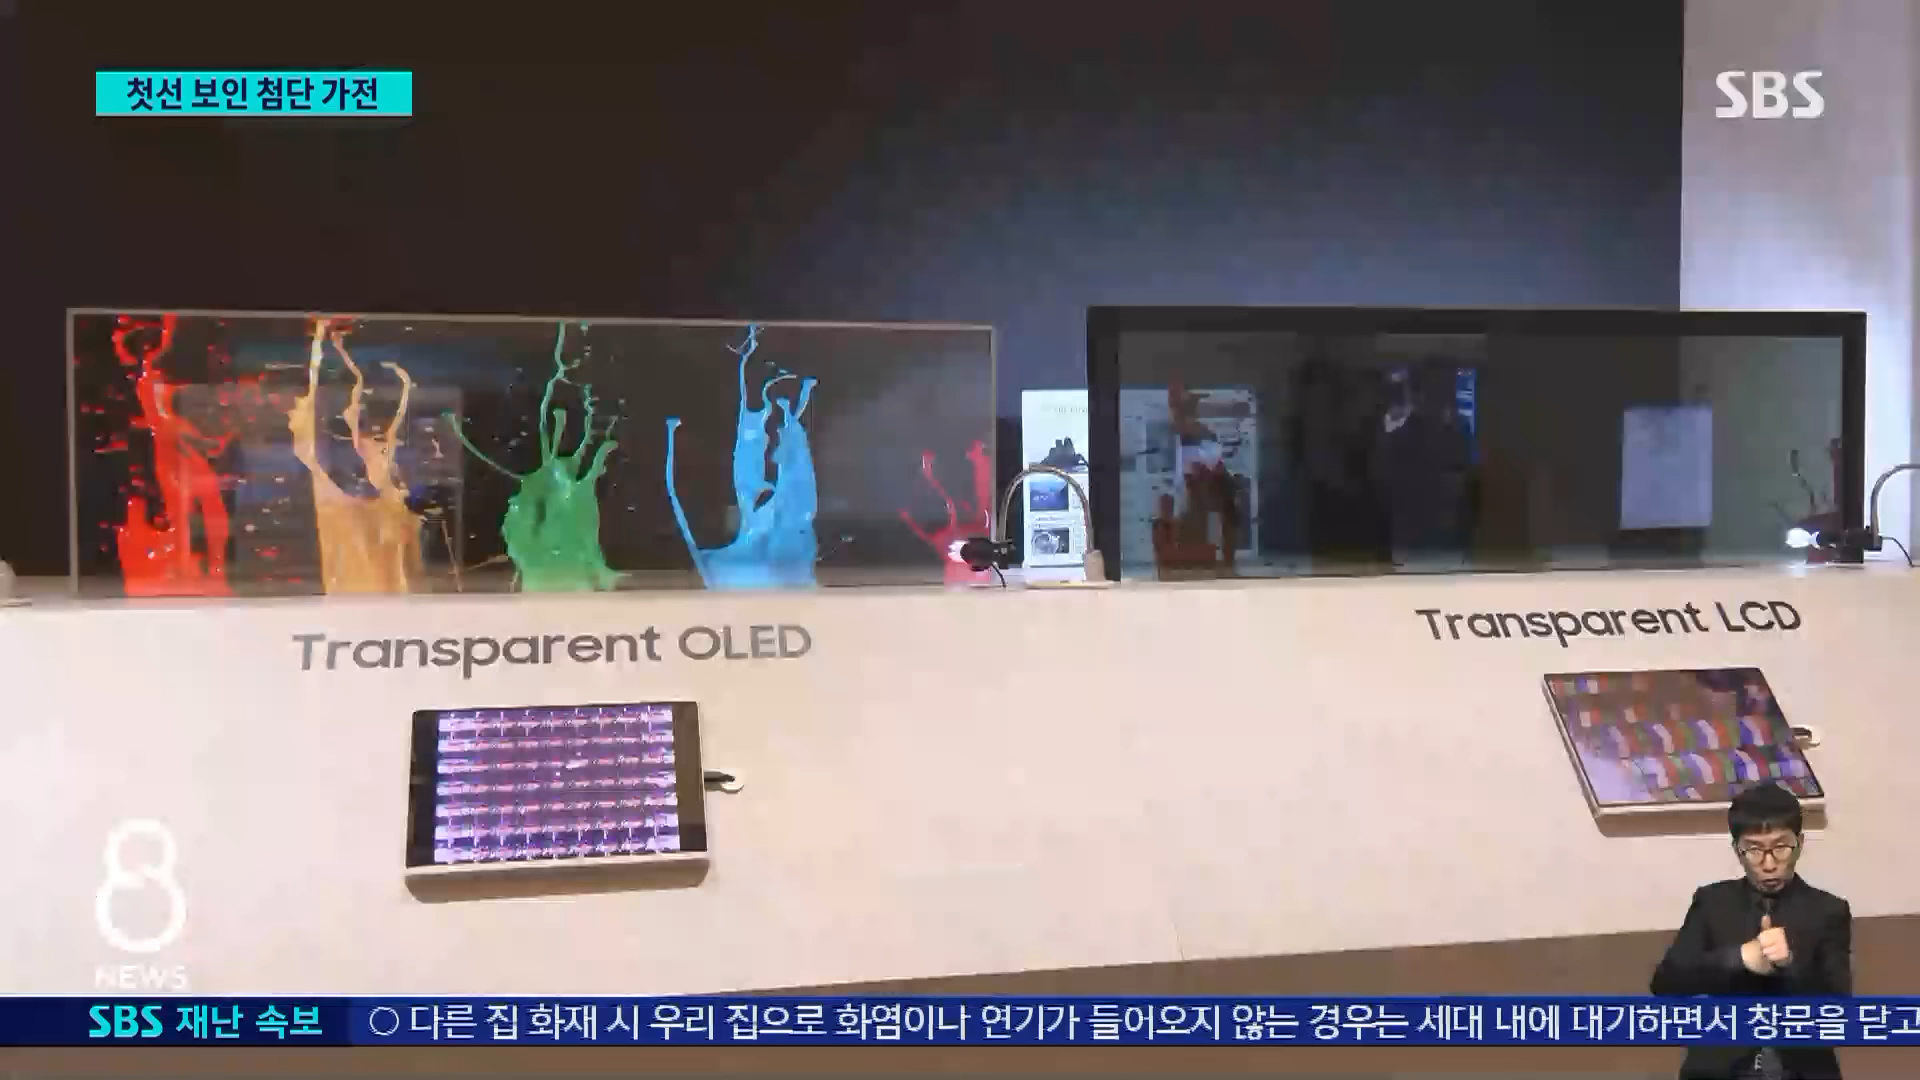 첫선 보인 첨단 가전
SBS
Transparent OLED
Transparent LCD
8
NEWS
SBS 재난 속보
○ 다른 집 화재 시 우리 집으로 화염이나 연기가 들어오지 않는 경우는 세대 내에 대기하면서 창문을 닫고